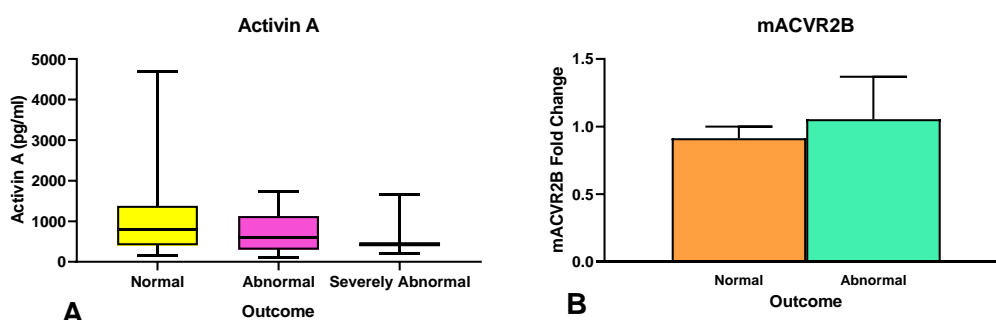 Activin A
5000
4000
3000
2000
1000
0
Activin A (pg/ml)
Normal Abnormal Severely Abnormal
Outcome
A
mACVR2B
1.5
1.0
0.5
0.0
mACVR2B Fold Change
Normal Abnormal
Outcome
B